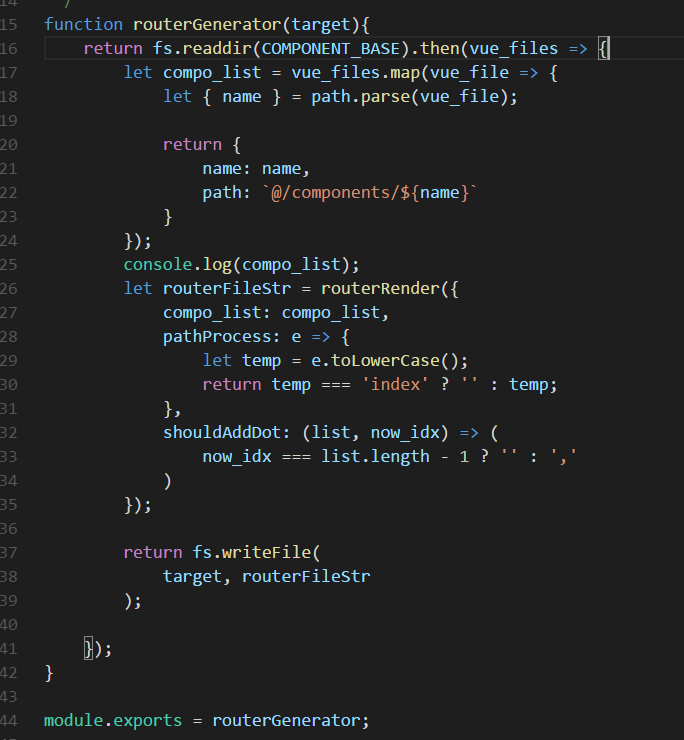 14  /
15 function routerGenerator(target){
16     return fs.readdir(COMPONENT_BASE).then(vue_files => {
17         let compo_list = vue_files.map(vue_file => {
18             let { name } = path.parse(vue_file);
19
20             return {
21                 name: name,
22                 path: `@/components/${name}`
23             }
24         });
25         console.log(compo_list);
26         let routerFileStr = routerRender({
27             compo_list: compo_list,
28             pathProcess: e => {
29                 let temp = e.toLowerCase();
30                 return temp === 'index' ? '' : temp;
31             },
32             shouldAddDot: (list, now_idx) => (
33                 now_idx === list.length - 1 ? '' : ','
34             )
35         });
36
37         return fs.writeFile(
38             target, routerFileStr
39         );
40
41     });
42 }
43
44 module.exports = routerGenerator;